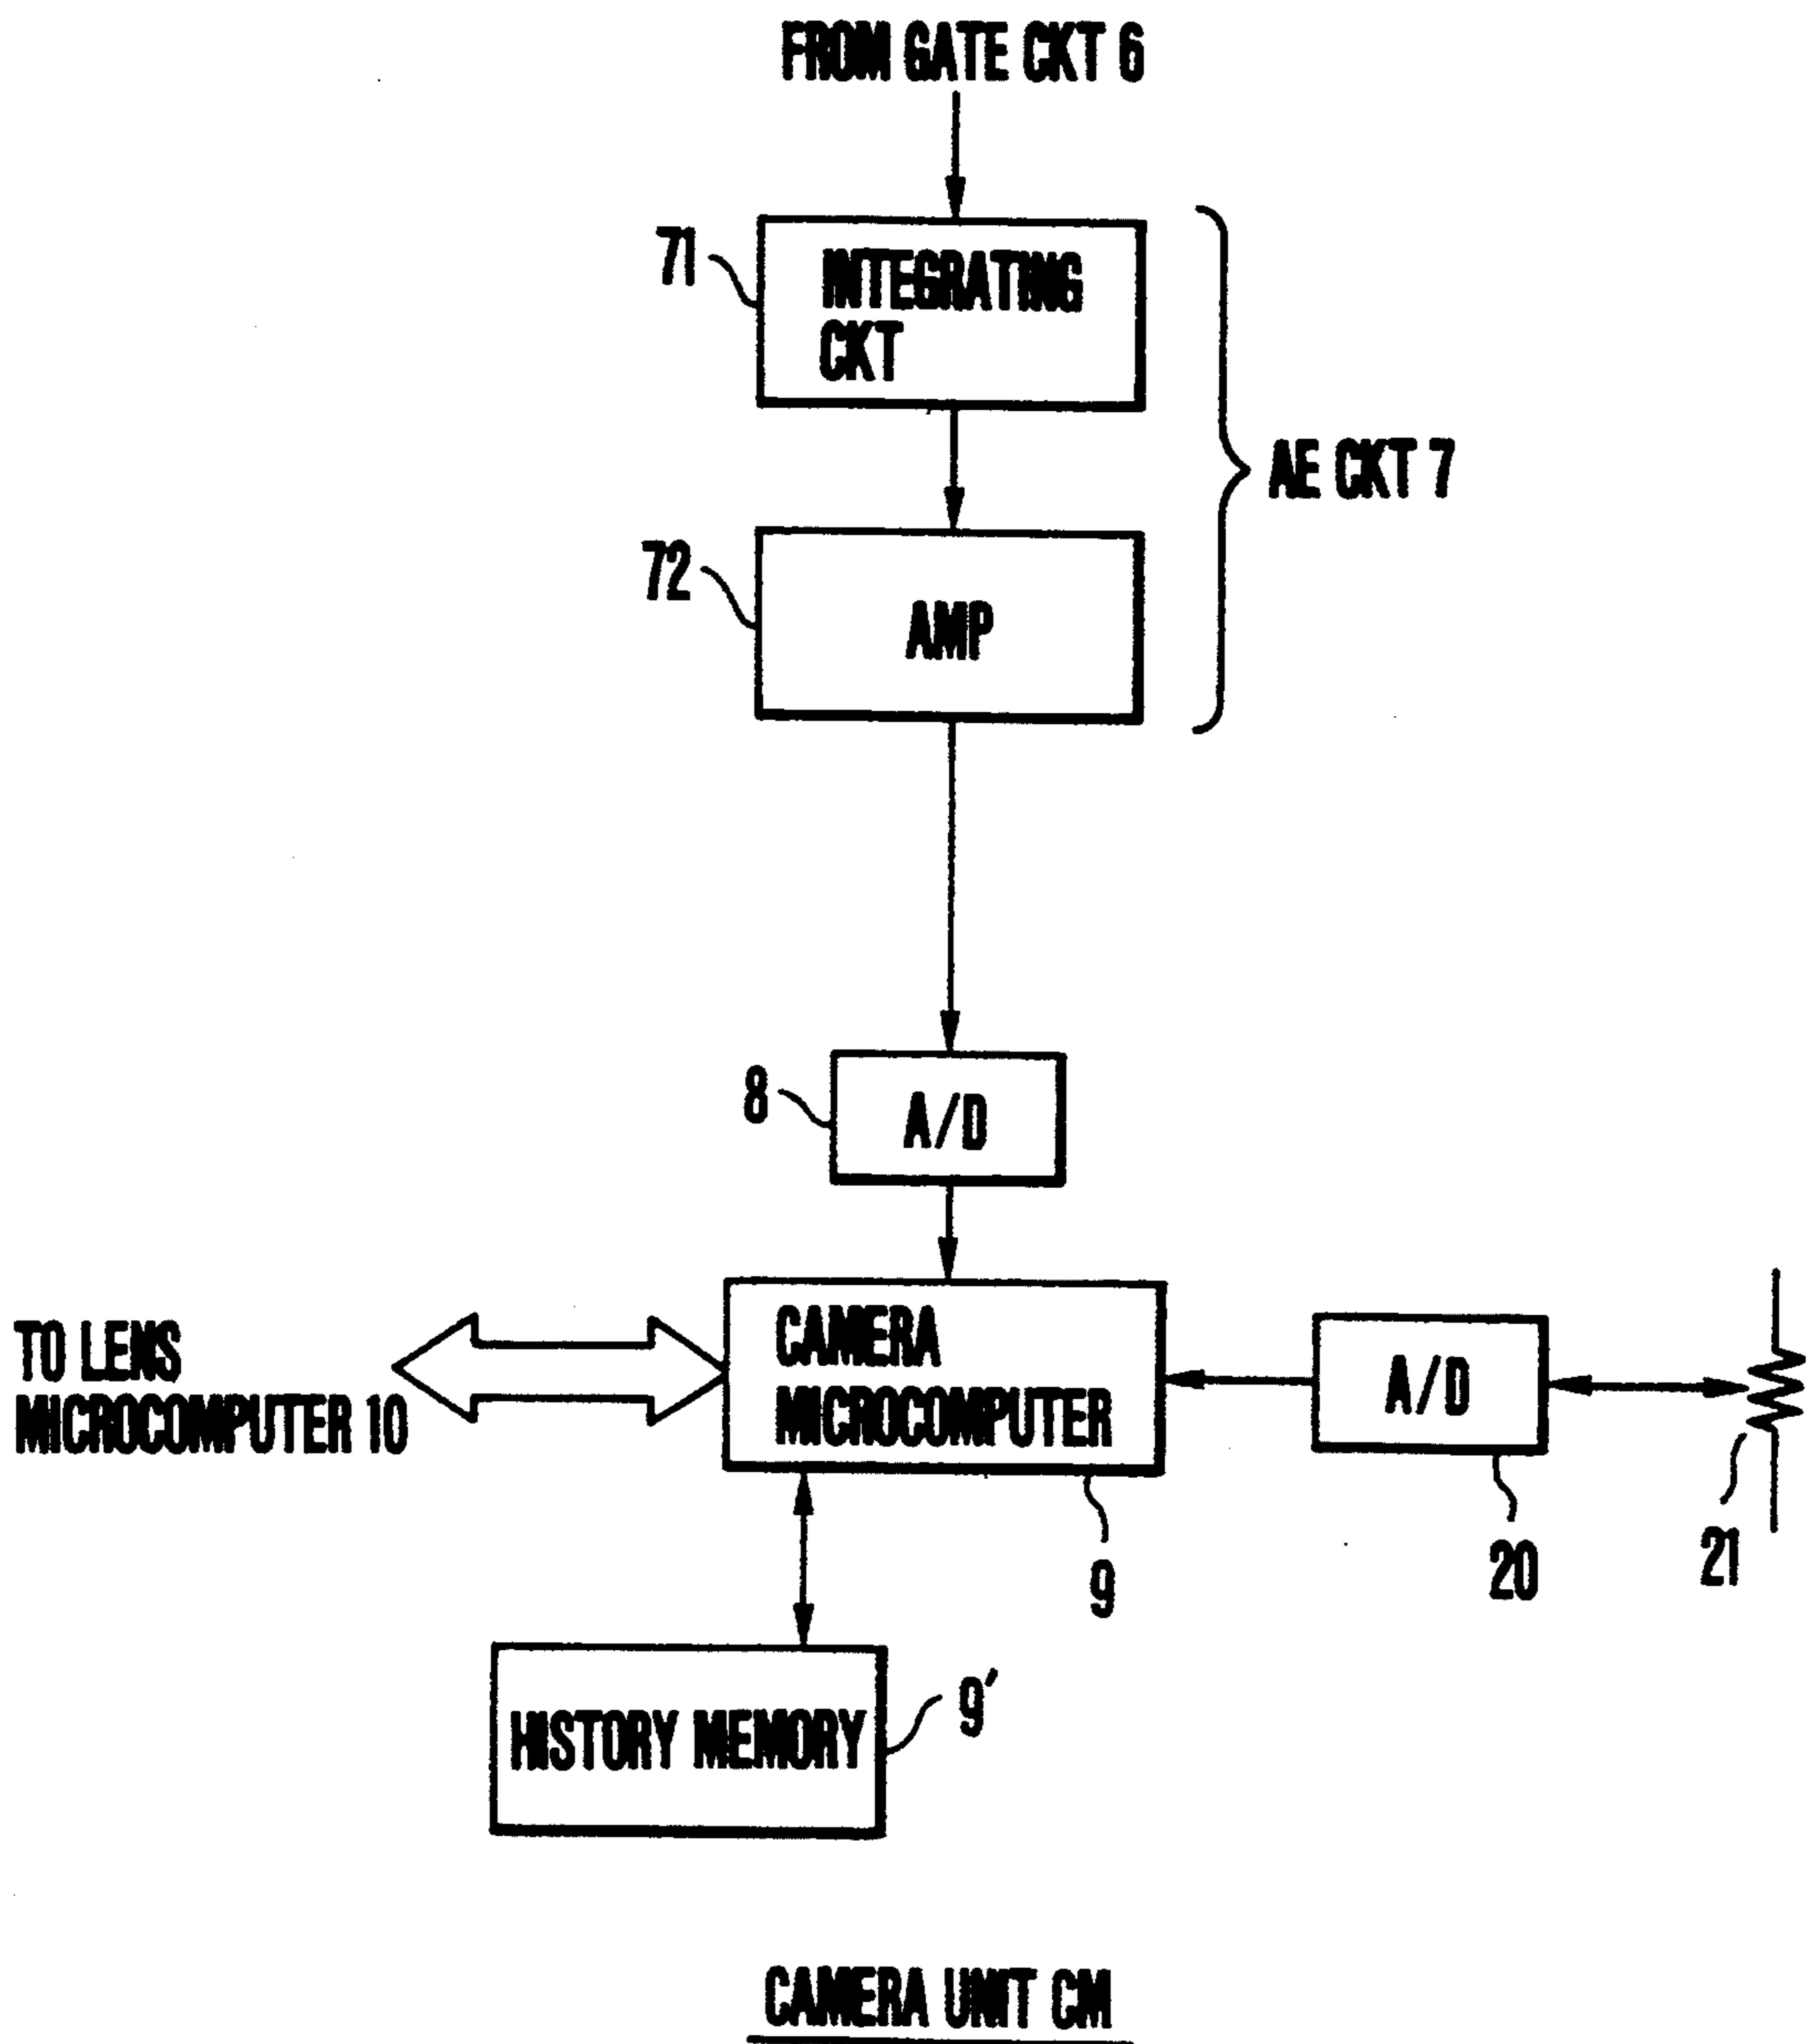 FROM GATE CKT 6
71
INTEGRATING
CKT
AE CKT 7
72
AMP
8
A/D
TO LENS
MICROCOMPUTER 10
CAMERA
MICROCOMPUTER
A/D
9
20
21
HISTORY MEMORY
9′
CAMERA UNIT CM